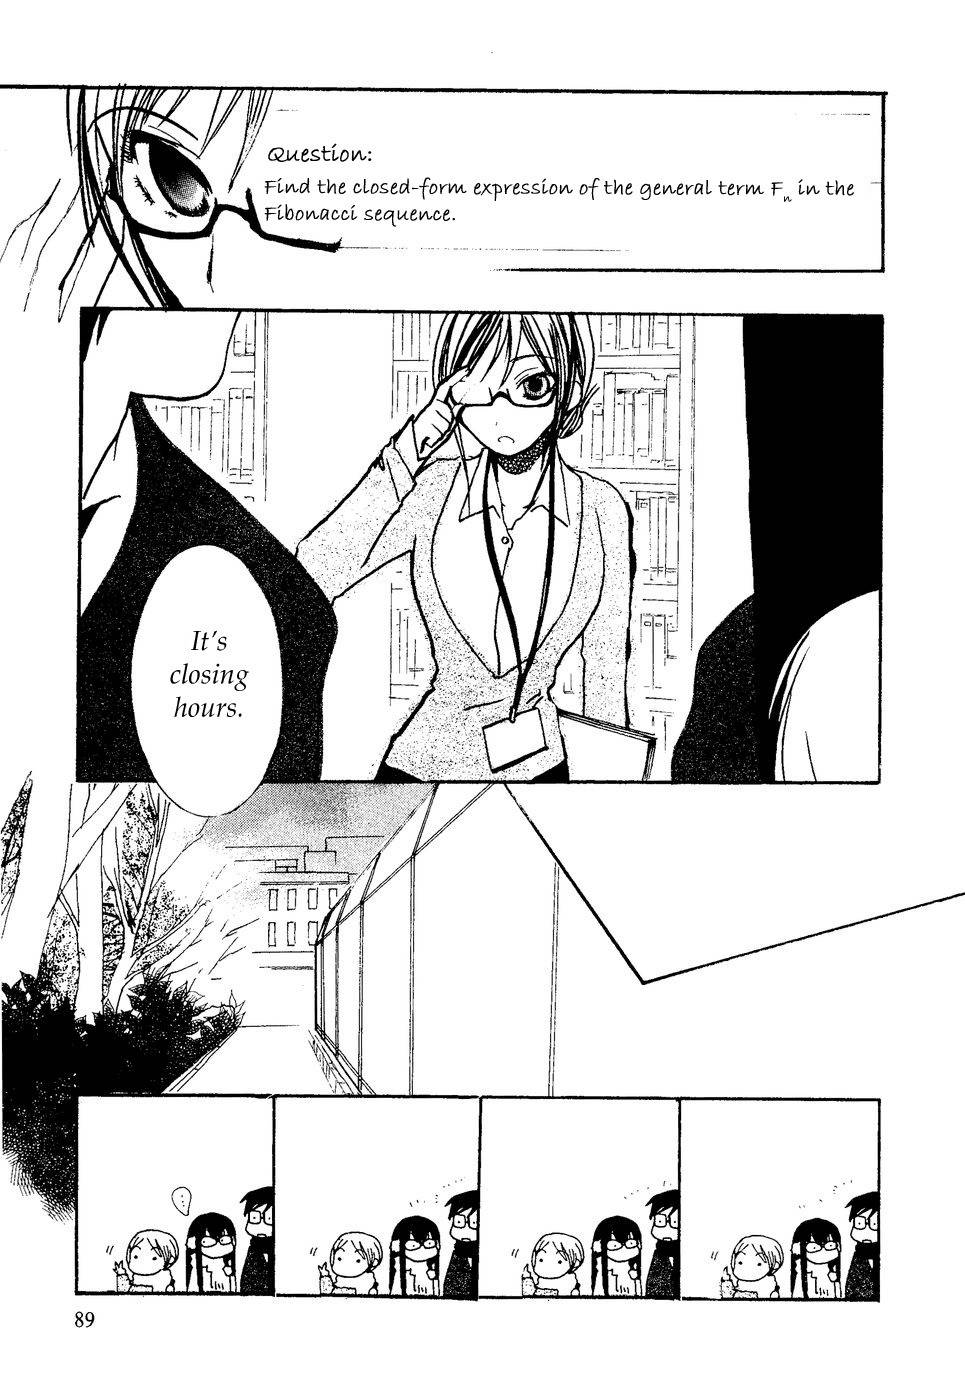 Question:
Find the closed-form expression of the general term Fn in the
Fibonacci sequence.
It's
closing
hours.
...
89